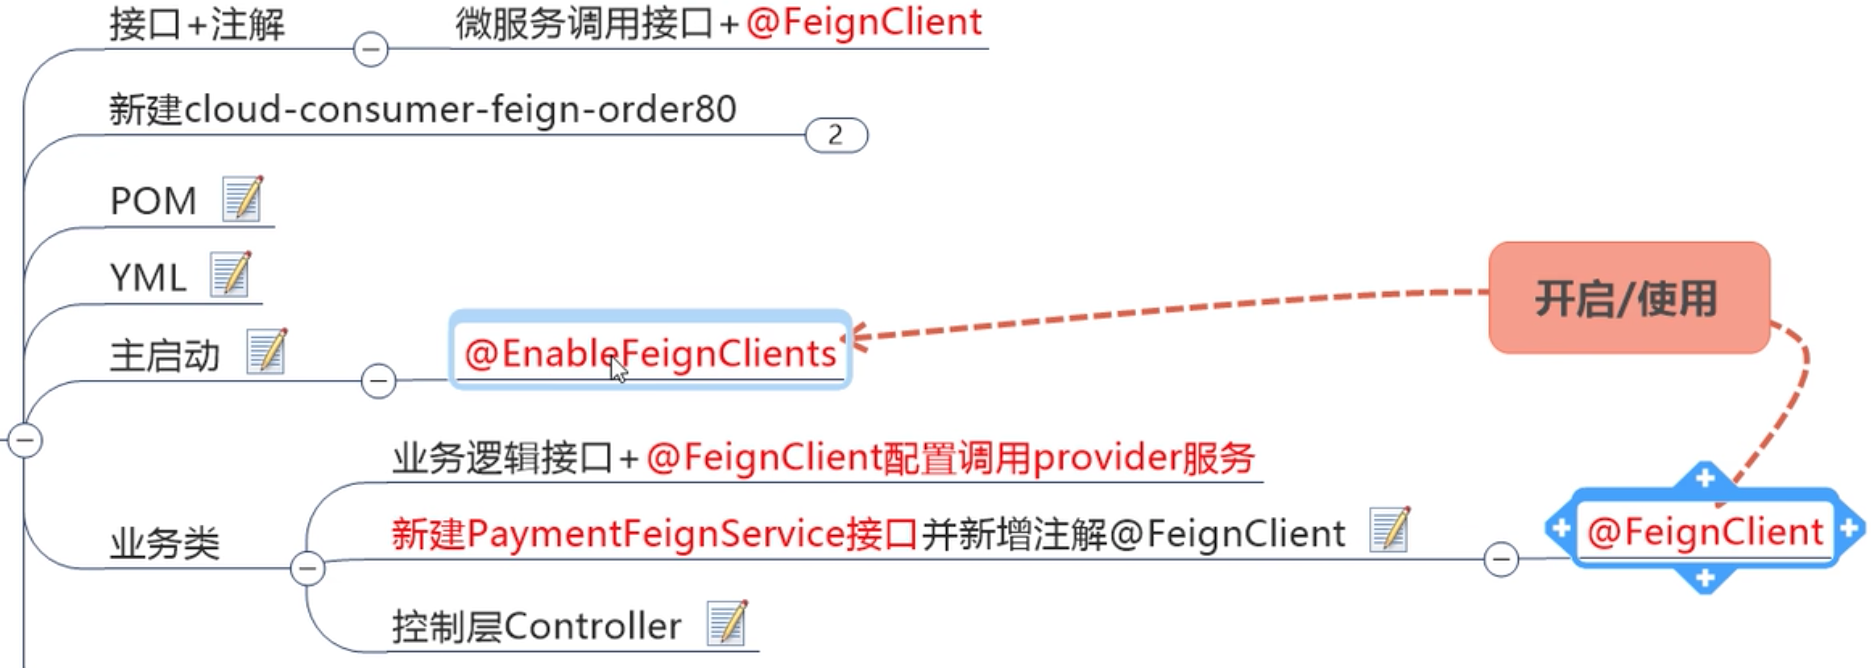 接口+注解
微服务调用接口+@FeignClient
新建cloud-consumer-feign-order80
2
POM
YML
主启动
@EnableFeignClients
开启/使用
业务类
业务逻辑接口+@FeignClient配置调用provider服务
新建PaymentFeignService接口并新增注解@FeignClient
@FeignClient
控制层Controller